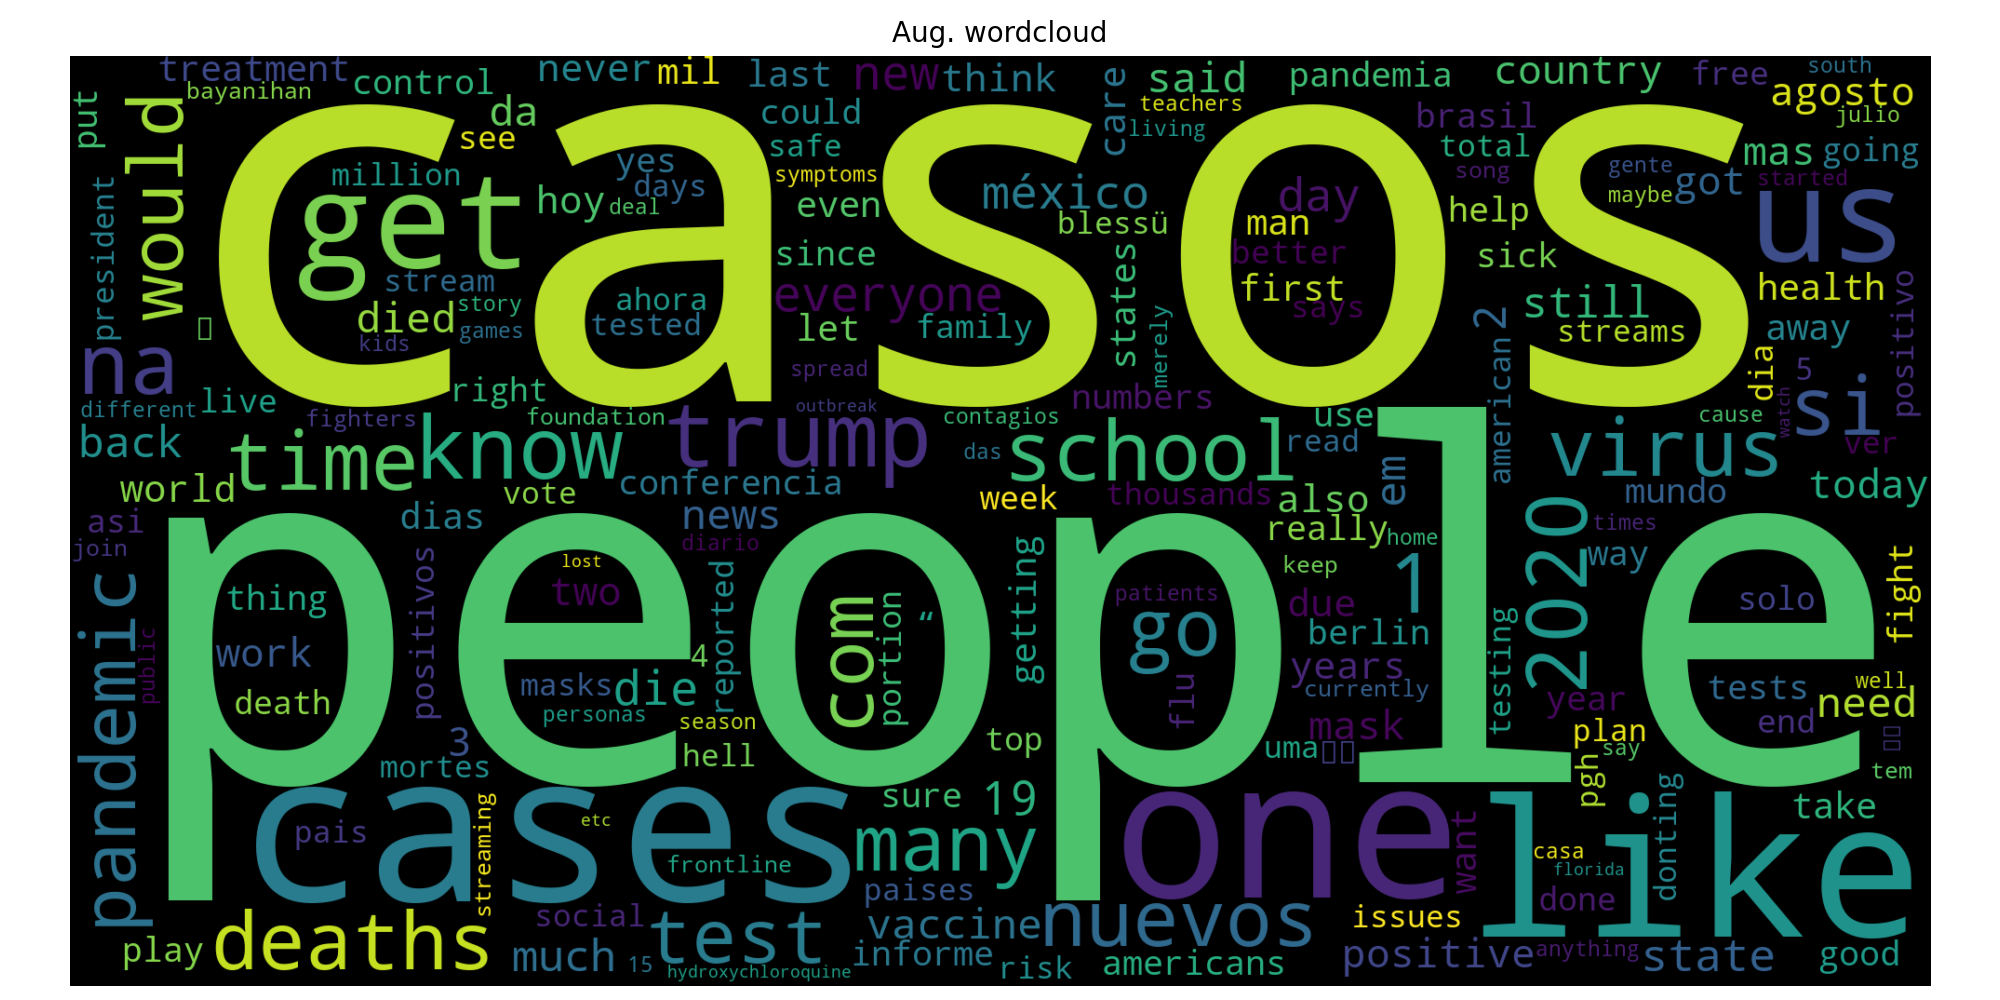 Aug. wordcloud
treatment
bayanihan
control
never
mil
last
new
think
care
said
pandemia
country
free
south
agosto
julio
put
would
da
see
could
safe
teachers
living
brasil
total
mas
going
casos
million
get
yes
days
hoy
deal
symptoms
even
méxico
blessü
day
man
better
song
help
gente
maybe
got
started
us
president
stream
story
games
died
kids
ahora
tested
since
everyone
let
family
states
merely
first
says
sick
still
streams
health
away
positivo
na
different
live
fighters
right
foundation
spread
outbreak
contagios
numbers
use
american
2
cause
dia
watch
5
si
ver
back
time
know
trump
conferencia
das
school
read
em
virus
mundo
today
world
vote
week
thousands
also
really
home
asi
join
dias
news
diario
2020
times
way
fight
people
pandemic
public
thing
work
death
positivos
lost
two
4
reported
masks
die
personas
season
hell
com
portion
“
getting
top
patients
go
flu
keep
due
berlin
years
currently
mask
uma
1
testing
year
plan
say
pgh
solo
tests
end
well
need
tem
3
mortes
cases
pais
streaming
etc
frontline
sure
19
many
one
want
like
casa
florida
done
donting
take
paises
play
deaths
social
much
15
test
hydroxychloroquine
vaccine
informe
nuevos
risk
americans
issues
positive
anything
state
good